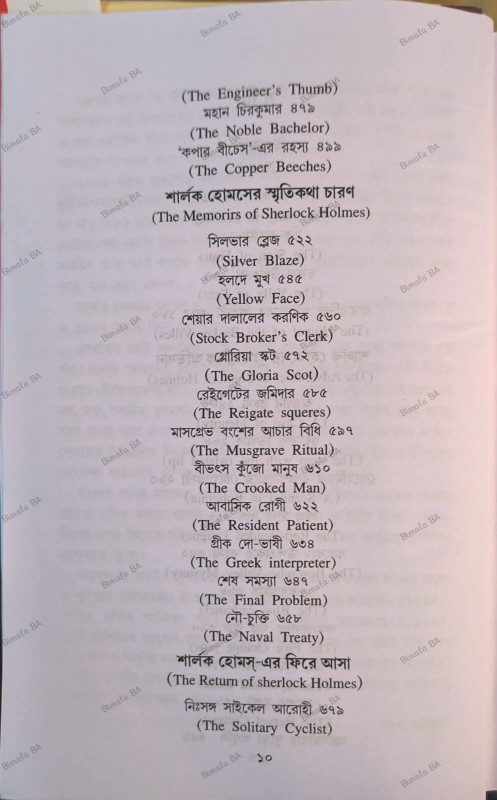 (The Engineer's Thumb)
মহান চিরকুমার ৪৭৯
(The Noble Bachelor)
'কপার বীচেস'-এর রহস্য ৪৯৯
(The Copper Beeches)
শার্লক হোমসের স্মৃতিকথা চারণ
(The Memorirs of Sherlock Holmes)
সিলভার ব্লেজ ৫২২
(Silver Blaze)
হলদে মুখ ৫৪৫
(Yellow Face)
শেয়ার দালালের করণিক ৫৬০
(Stock Broker's Clerk)
গ্লোরিয়া স্কট ৫৭২
(The Gloria Scot)
রেইগেটের জমিদার ৫৮৫
(The Reigate squeres)
মাসগ্রেভ বংশের আচার বিধি ৫৯৭
(The Musgrave Ritual)
বীভৎস কুঁজো মানুষ ৬১০
(The Crooked Man)
আবাসিক রোগী ৬২২
(The Resident Patient)
গ্রীক দো-ভাষী ৬৩৪
(The Greek interpreter)
শেষ সমস্যা ৬৪৭
(The Final Problem)
নৌ-চুক্তি ৬৫৮
(The Naval Treaty)
শার্লক হোমস্-এর ফিরে আসা
(The Return of sherlock Holmes)
নিঃসঙ্গ সাইকেল আরোহী ৬৭৯
(The Solitary Cyclist)
১০